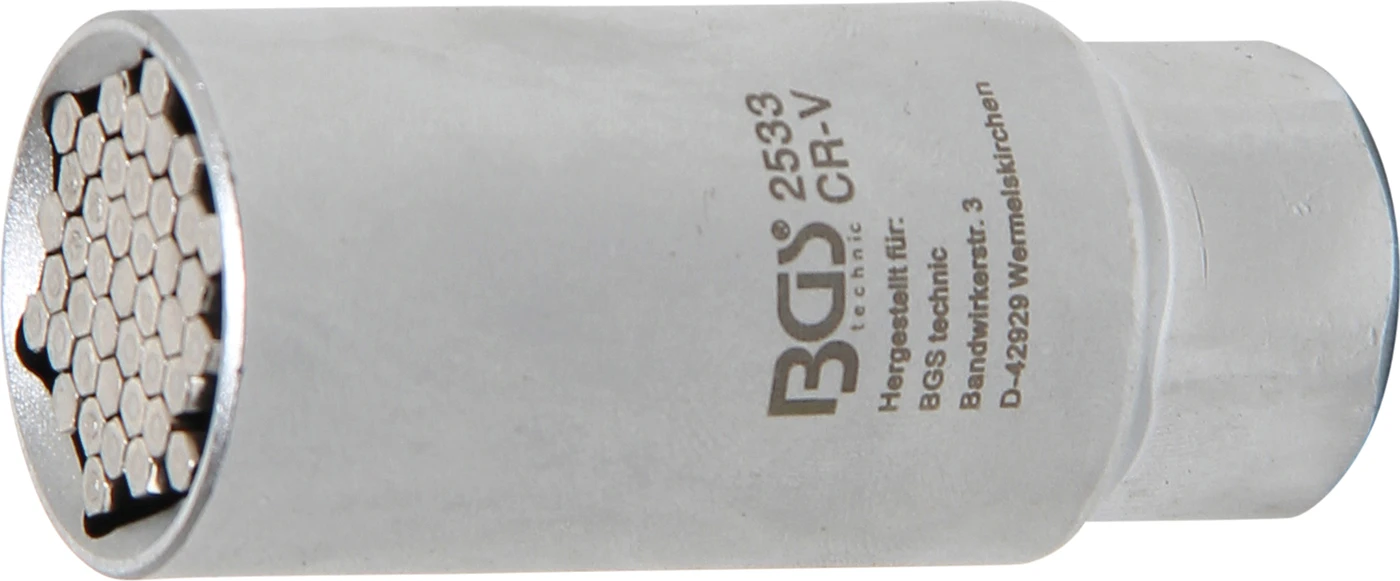 BGS® 2533
technic CR-V
Hergestellt für:
BGS technic
Bandwirkerstr. 3
D-42929 Wermelskirchen